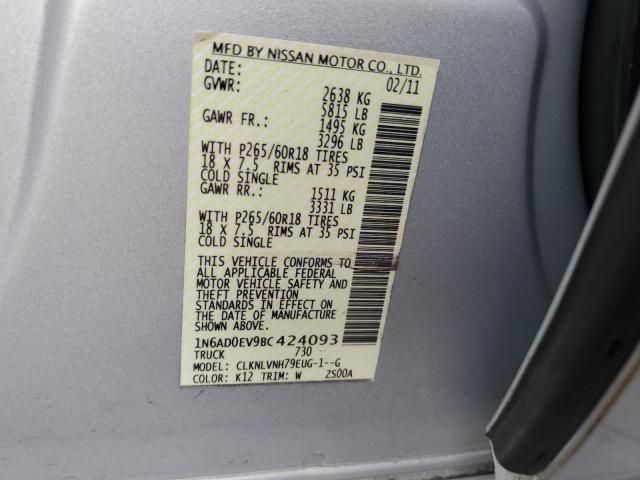 MFD BY NISSAN MOTOR CO., LTD.
DATE: 02/11
GVWR: 2638 KG
5815 LB
GAWR FR.: 1495 KG
3296 LB
WITH P265/60R18 TIRES
18 X 7.5 RIMS AT 35 PSI
COLD SINGLE
GAWR RR.: 1511 KG
3331 LB
WITH P265/60R18 TIRES
18 X 7.5 RIMS AT 35 PSI
COLD SINGLE
THIS VEHICLE CONFORMS TO
ALL APPLICABLE FEDERAL
MOTOR VEHICLE SAFETY AND
THEFT PREVENTION
STANDARDS IN EFFECT ON
THE DATE OF MANUFACTURE
SHOWN ABOVE.
1N6AD0EV9BC424093
TRUCK 730
MODEL: CLKNLVNH79EUG-1--G
COLOR: K12 TRIM: W ZS00A